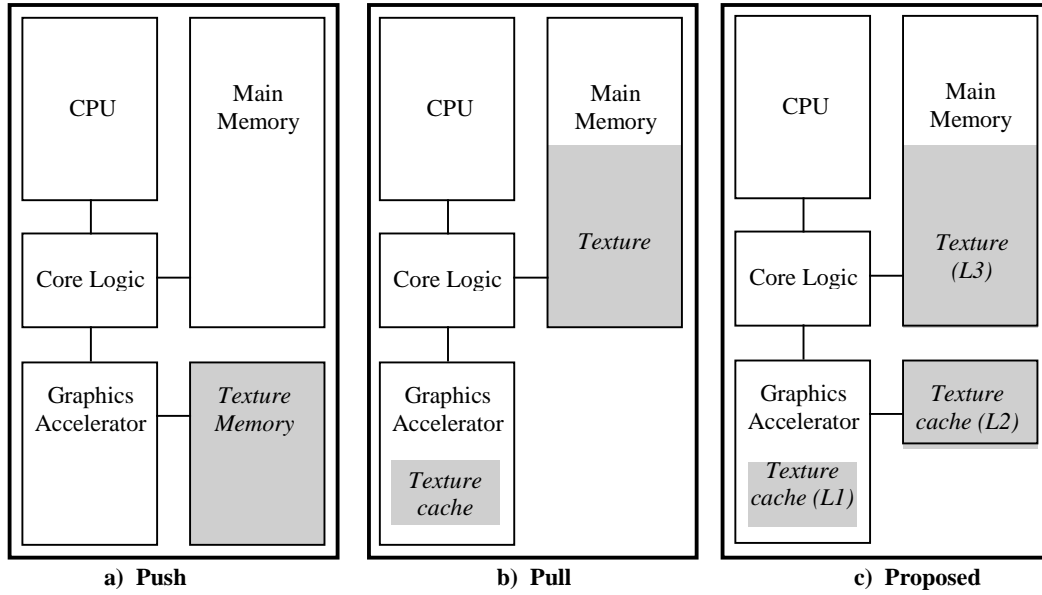 CPU
Main
Memory
Core Logic
Graphics
Accelerator
Texture
Memory
a) Push
CPU
Main
Memory
Texture
Core Logic
Graphics
Accelerator
Texture
cache
b) Pull
CPU
Main
Memory
Core Logic
Texture
(L3)
Graphics
Accelerator
Texture
cache (L2)
Texture
cache (L1)
c) Proposed